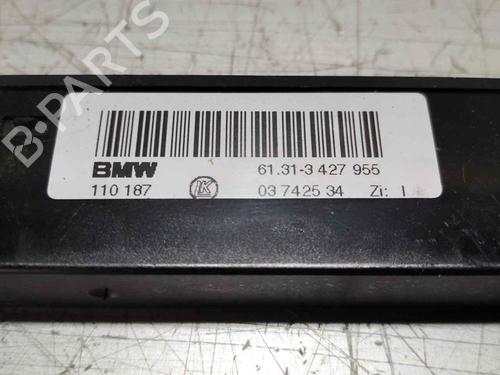 B-PARTS
BMW 61.31-3 427 955
110 187 K 03 7425 34 Zi: I